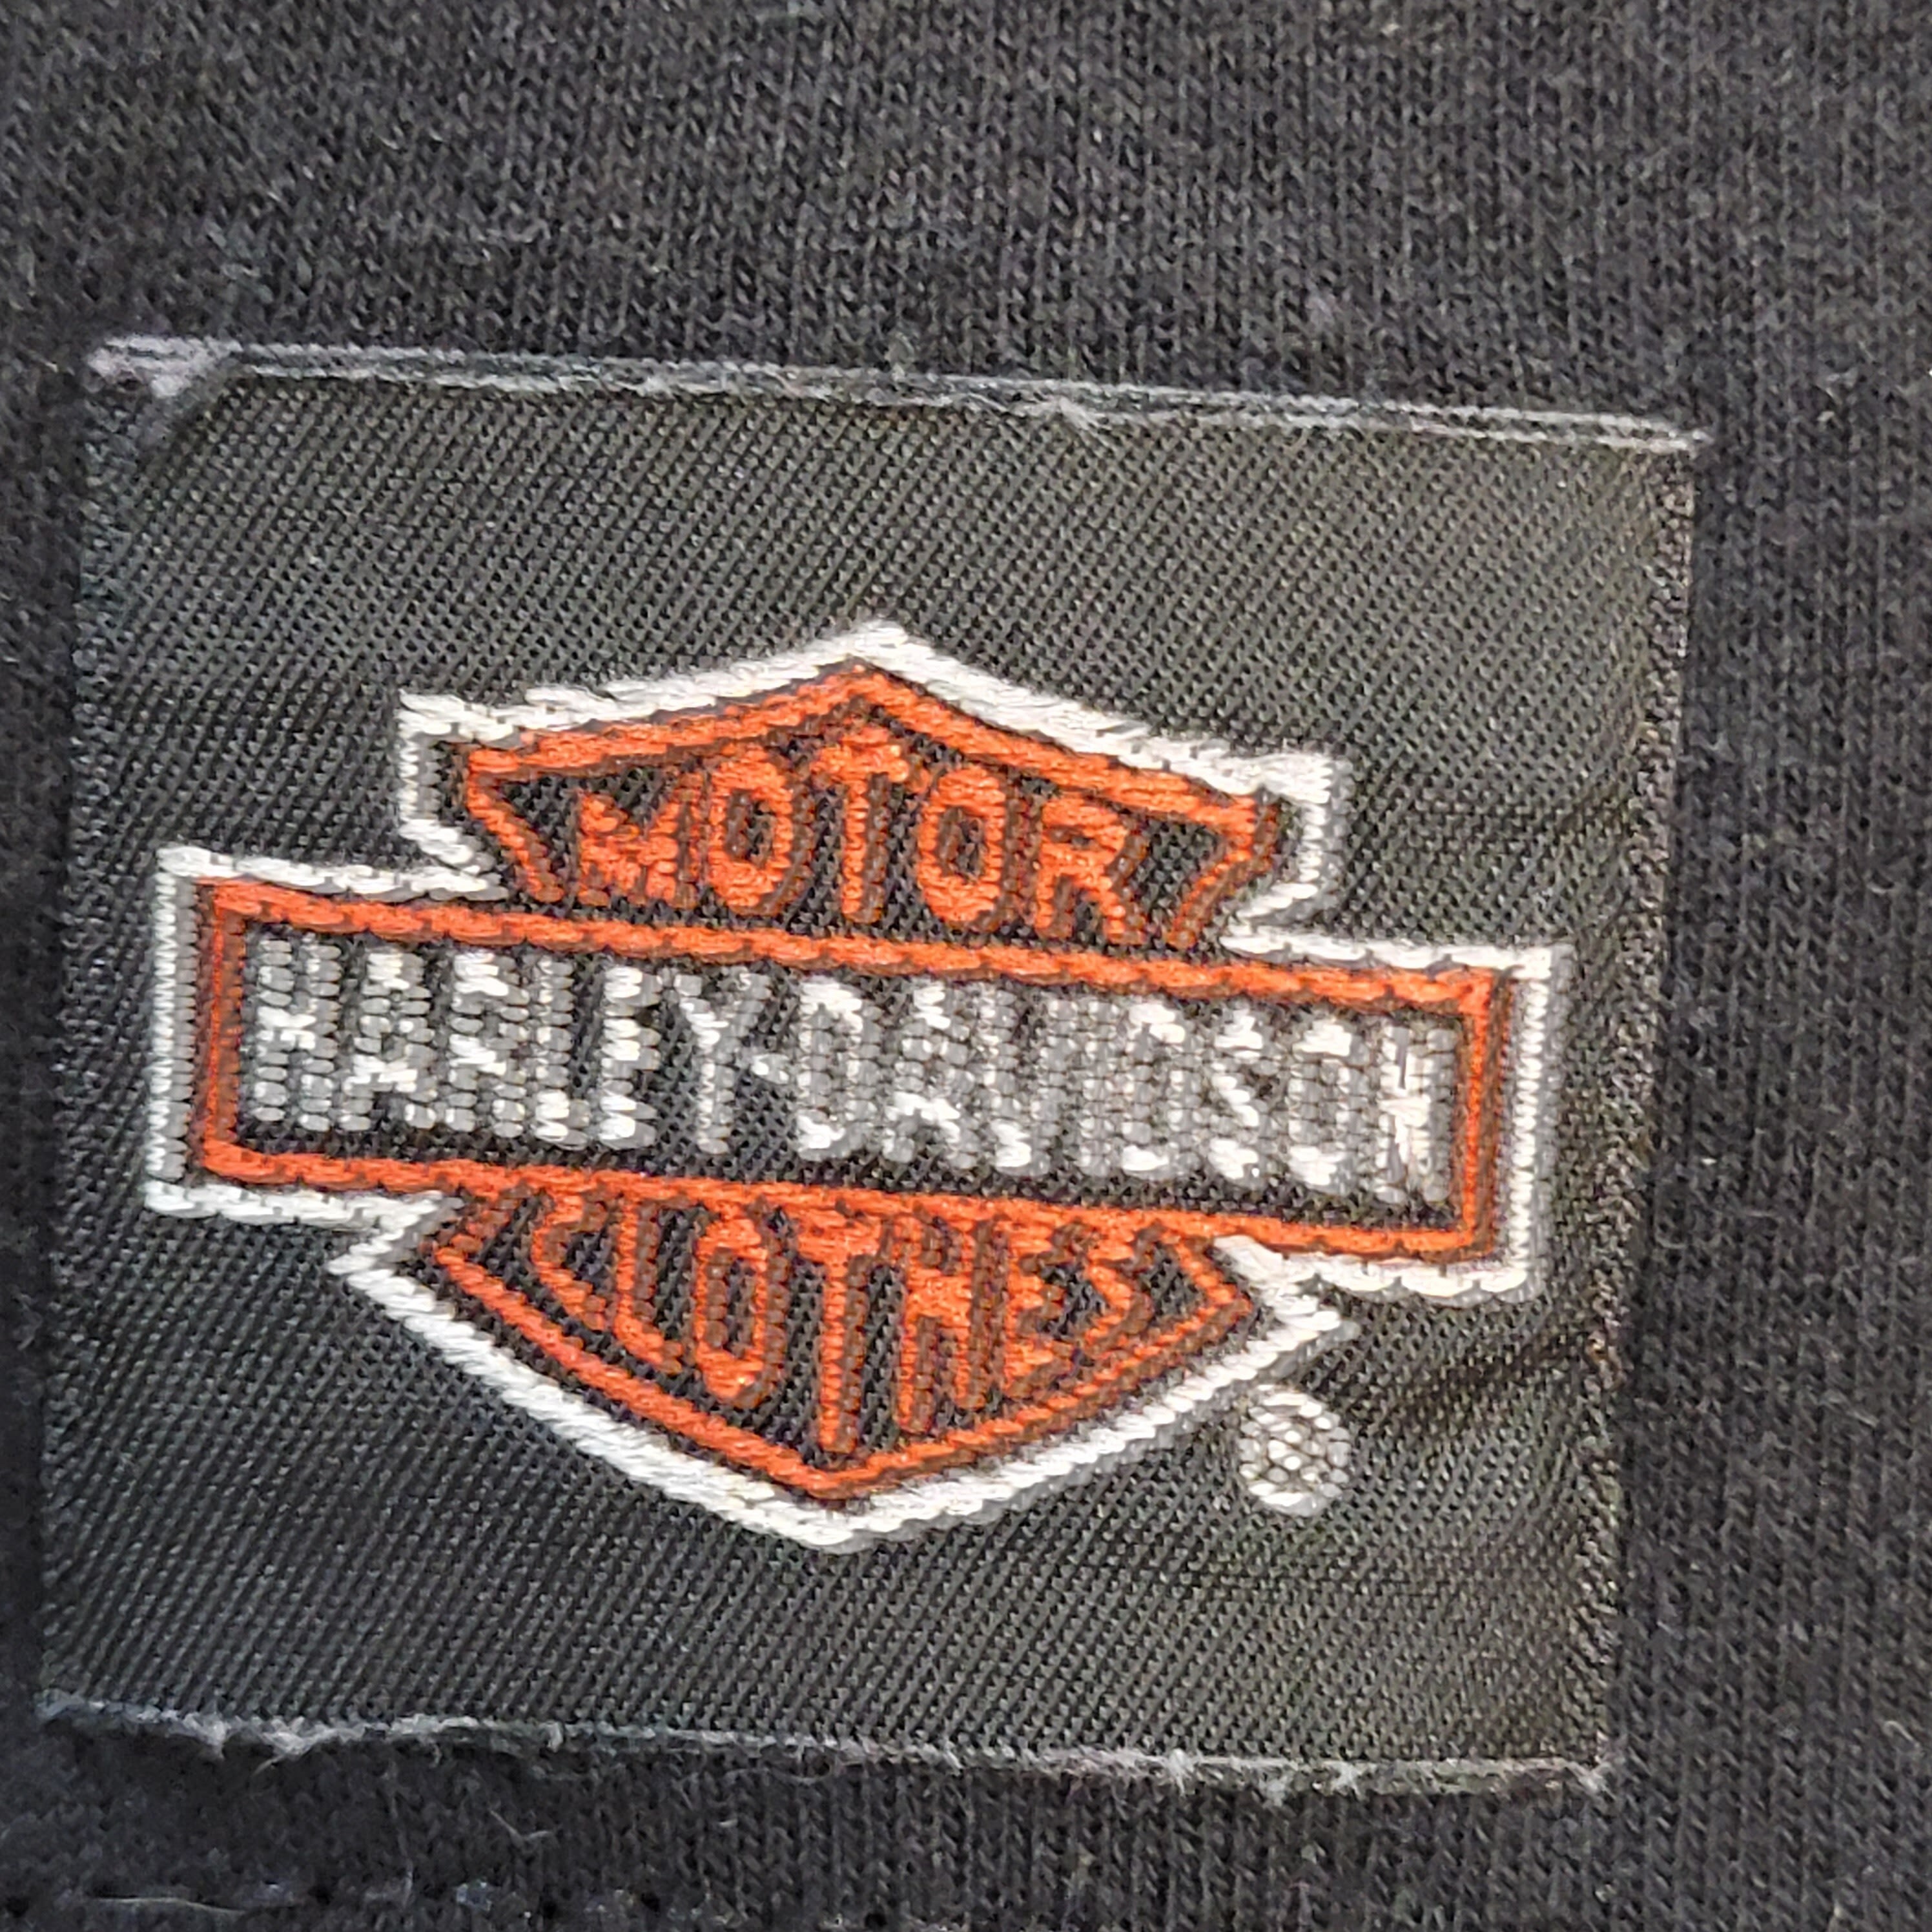 MOTOR
HARLEY-DAVIDSON
CLOTHES
®